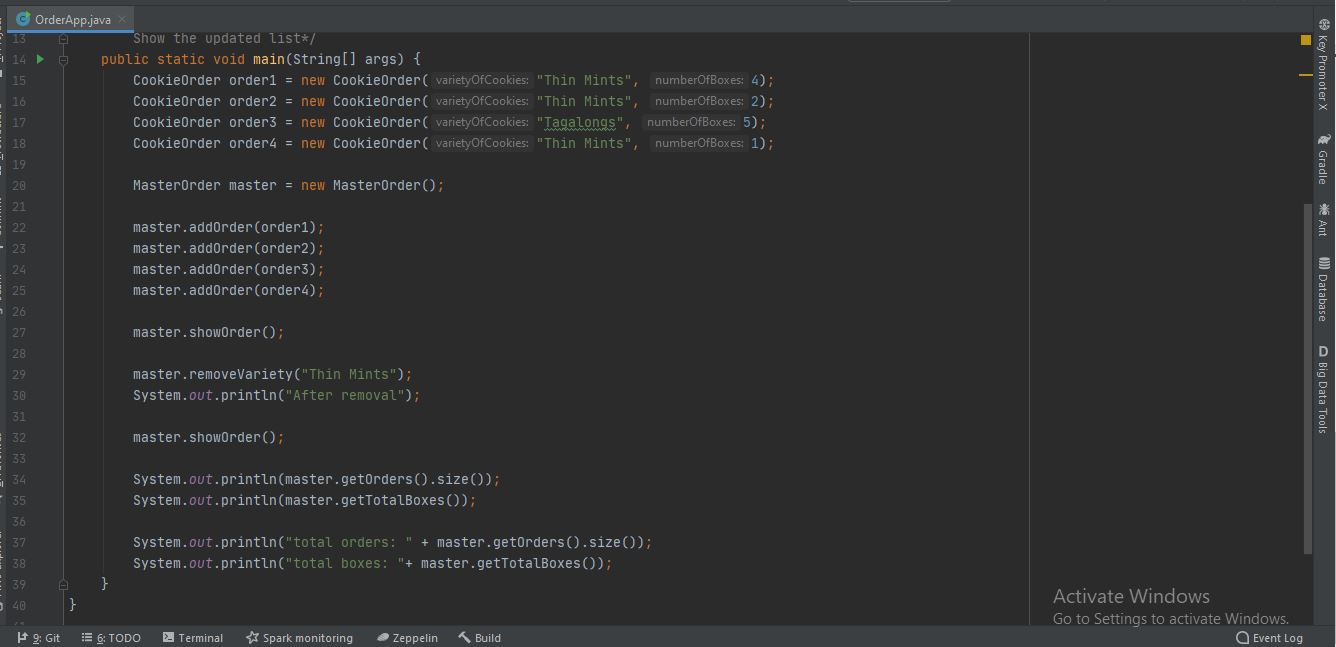 OrderApp.java
13 Show the updated list*/
14 public static void main(String[] args) {
15 CookieOrder order1 = new CookieOrder( varietyOfCookies: "Thin Mints", numberOfBoxes: 4);
16 CookieOrder order2 = new CookieOrder( varietyOfCookies: "Thin Mints", numberOfBoxes: 2);
17 CookieOrder order3 = new CookieOrder( varietyOfCookies: "Tagalongs", numberOfBoxes: 5);
18 CookieOrder order4 = new CookieOrder( varietyOfCookies: "Thin Mints", numberOfBoxes: 1);
19
20 MasterOrder master = new MasterOrder();
21
22 master.addOrder(order1);
23 master.addOrder(order2);
24 master.addOrder(order3);
25 master.addOrder(order4);
26
27 master.showOrder();
28
29 master.removeVariety("Thin Mints");
30 System.out.println("After removal");
31
32 master.showOrder();
33
34 System.out.println(master.getOrders().size());
35 System.out.println(master.getTotalBoxes());
36
37 System.out.println("total orders: " + master.getOrders().size());
38 System.out.println("total boxes: "+ master.getTotalBoxes());
39 }
40 }
Key Promoter X
Gradle
Ant
Database
D Big Data Tools
Activate Windows
Go to Settings to activate Windows.
9: Git 6: TODO Terminal Spark monitoring Zeppelin Build Event Log